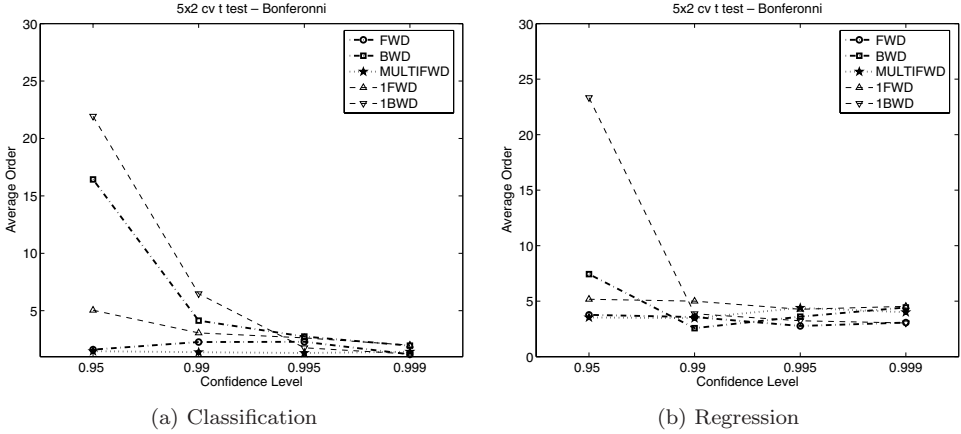 5x2 cv t test – Bonferonni
30
25
20
15
10
5
Average Order
0.95
0.99
0.995
0.999
Confidence Level
FWD
BWD
MULTIFWD
1FWD
1BWD
(a) Classification
5x2 cv t test – Bonferonni
30
25
20
15
10
5
0
Average Order
0.95
0.99
0.995
0.999
Confidence Level
FWD
BWD
MULTIFWD
1FWD
1BWD
(b) Regression